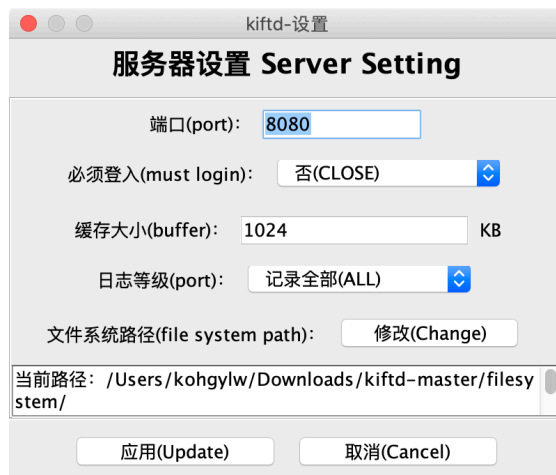 kiftd-设置
服务器设置 Server Setting
端口(port)： 8080
必须登入(must login)： 否(CLOSE)
缓存大小(buffer)： 1024 KB
日志等级(port)： 记录全部(ALL)
文件系统路径(file system path)： 修改(Change)
当前路径：/Users/kohgylw/Downloads/kiftd-master/filesy
stem/
应用(Update) 取消(Cancel)